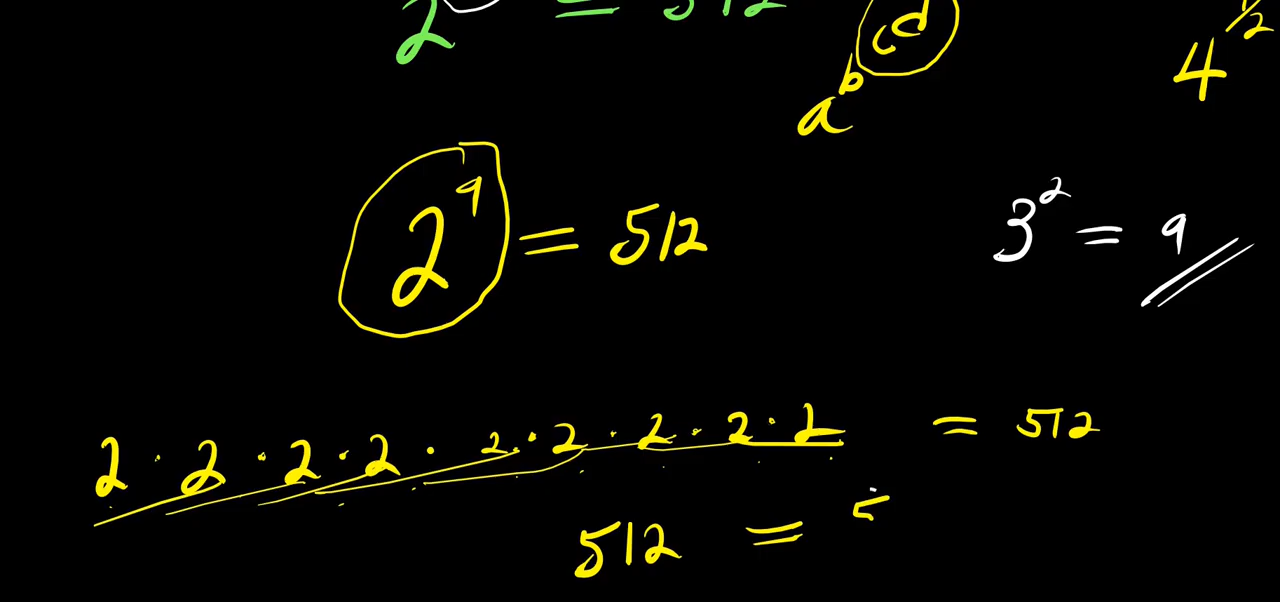 2 = 512
a^b^c^d
4^1/2
2^9 = 512
3^2 = 9
2 · 2 · 2 · 2 · 2 · 2 · 2 · 2 · 2 = 512
512 =